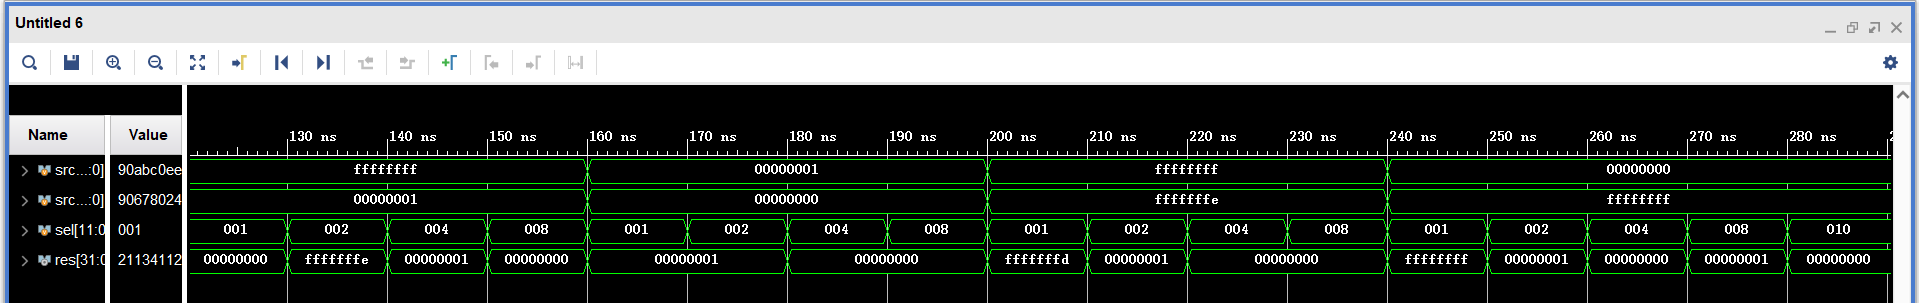 Untitled 6
Name Value
130 ns 140 ns 150 ns 160 ns 170 ns 180 ns 190 ns 200 ns 210 ns 220 ns 230 ns 240 ns 250 ns 260 ns 270 ns 280 ns
src...:0] 90abc0ee ffffffff 00000001 ffffffff 00000000
src...:0] 90678024 00000001 00000000 fffffffe ffffffff
sel[11:0 001 001 002 004 008 001 002 004 008 001 002 004 008 001 002 004 008 010
res[31:0 21134112 00000000 fffffffe 00000001 00000000 00000001 00000000 fffffffd 00000001 00000000 ffffffff 00000001 00000000 00000001 00000000